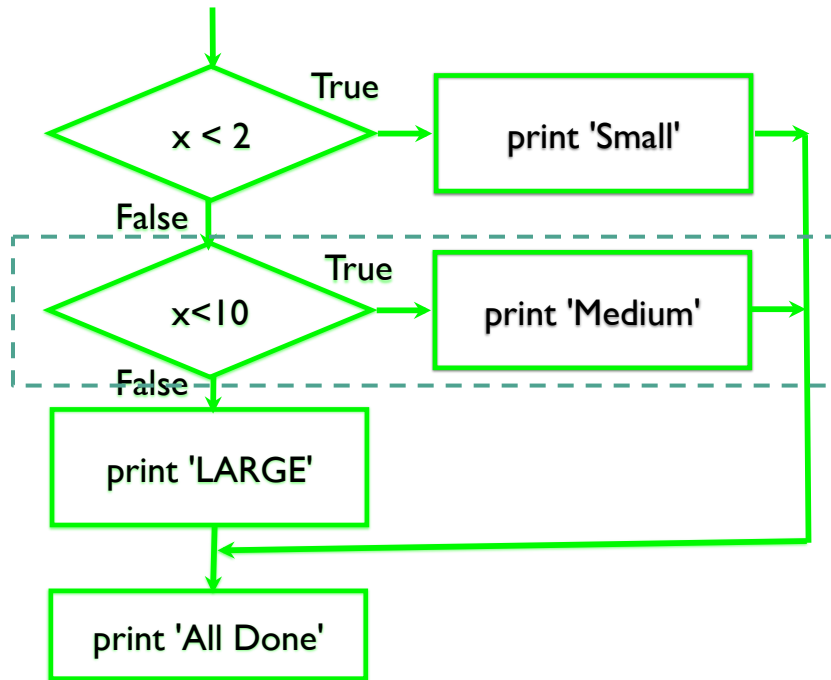 True
x < 2
print 'Small'
False
True
x<10
print 'Medium'
False
print 'LARGE'
print 'All Done'